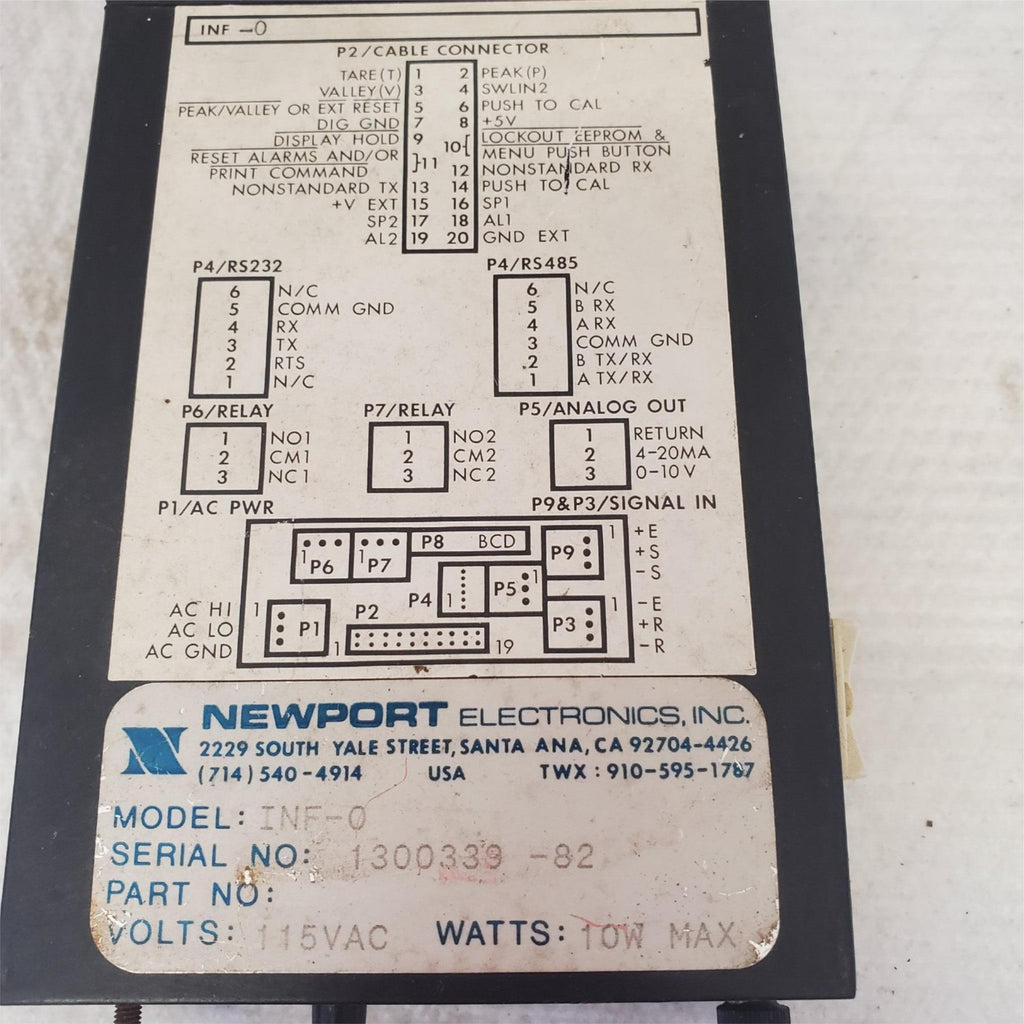 INF -0
P2/CABLE CONNECTOR
TARE(T) 1 2 PEAK(P)
VALLEY(V) 3 4 SWLIN2
PEAK/VALLEY OR EXT RESET 5 6 PUSH TO CAL
DIG GND 7 8 +5V
DISPLAY HOLD 9 10{ LOCKOUT EEPROM &
MENU PUSH BUTTON
RESET ALARMS AND/OR }11
PRINT COMMAND 12 NONSTANDARD RX
NONSTANDARD TX 13 14 PUSH TO CAL
+V EXT 15 16 SP1
SP2 17 18 AL1
AL2 19 20 GND EXT
P4/RS232
6 N/C
5 COMM GND
4 RX
3 TX
2 RTS
1 N/C
P4/RS485
6 N/C
5 B RX
4 A RX
3 COMM GND
2 B TX/RX
1 A TX/RX
P6/RELAY
1 NO1
2 CM1
3 NC1
P7/RELAY
1 NO2
2 CM2
3 NC2
P5/ANALOG OUT
1 RETURN
2 4-20MA
3 0-10V
P1/AC PWR
P9&P3/SIGNAL IN
1 P6 1 P7 P8 BCD P9 1 +E
+S
-S
P4 1 P5 1
AC HI 1 P1 P2 1 19 P3 1 -E
AC LO +R
AC GND -R
NEWPORT ELECTRONICS, INC.
2229 SOUTH YALE STREET, SANTA ANA, CA 92704-4426
(714) 540-4914 USA TWX: 910-595-1787
MODEL: INF-0
SERIAL NO: 1300339 -82
PART NO:
VOLTS: 115VAC WATTS: 10W MAX